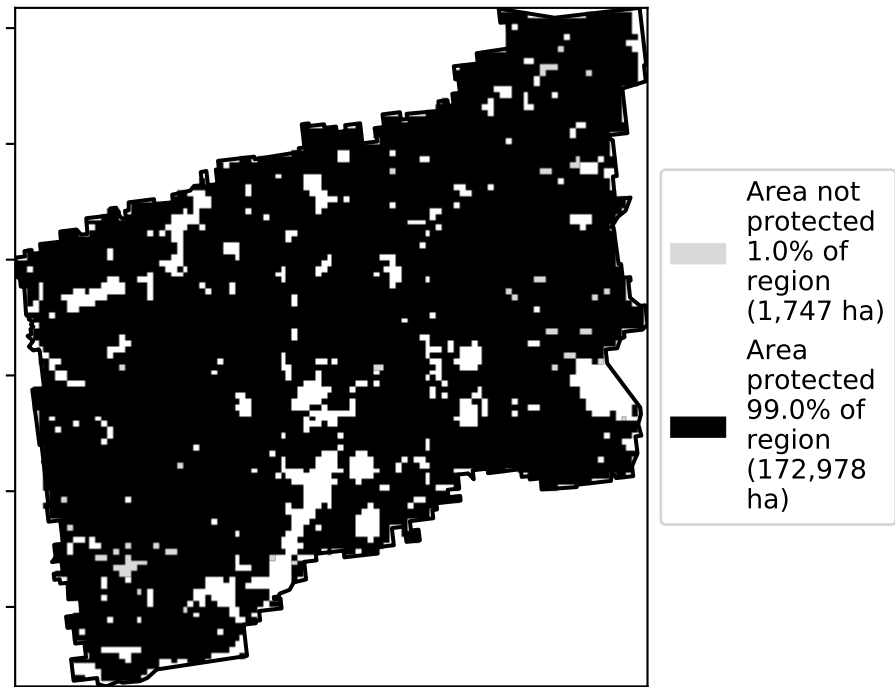 Area not
protected
1.0% of
region
(1,747 ha)
Area
protected
99.0% of
region
(172,978
ha)